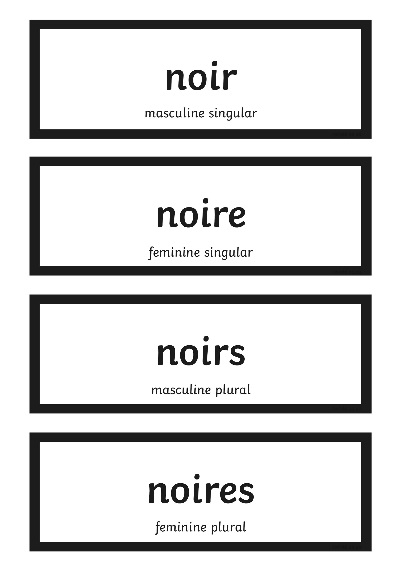 noir
masculine singular
noire
feminine singular
noirs
masculine plural
noires
feminine plural